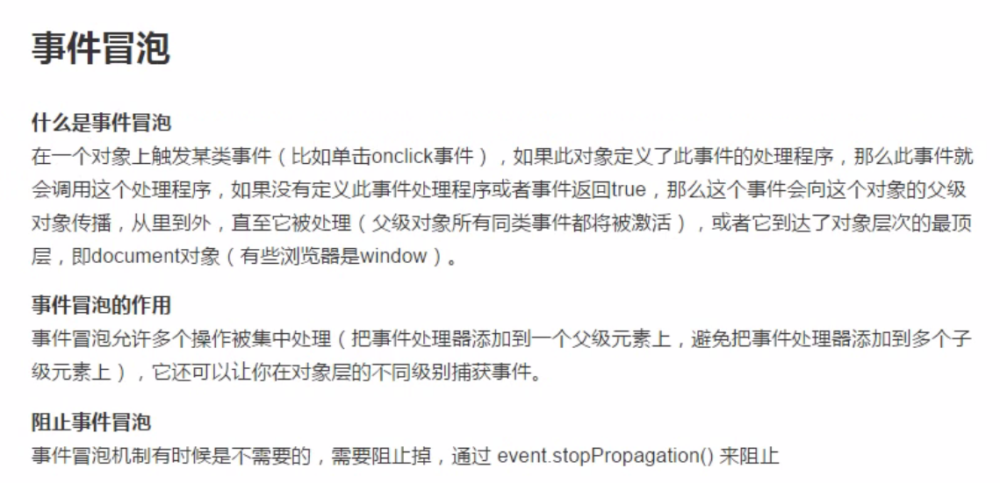 事件冒泡
什么是事件冒泡
在一个对象上触发某类事件（比如单击onclick事件），如果此对象定义了此事件的处理程序，那么此事件就
会调用这个处理程序，如果没有定义此事件处理程序或者事件返回true，那么这个事件会向这个对象的父级
对象传播，从里到外，直至它被处理（父级对象所有同类事件都将被激活），或者它到达了对象层次的最顶
层，即document对象（有些浏览器是window）。
事件冒泡的作用
事件冒泡允许多个操作被集中处理（把事件处理器添加到一个父级元素上，避免把事件处理器添加到多个子
级元素上），它还可以让你在对象层的不同级别捕获事件。
阻止事件冒泡
事件冒泡机制有时候是不需要的，需要阻止掉，通过 event.stopPropagation() 来阻止